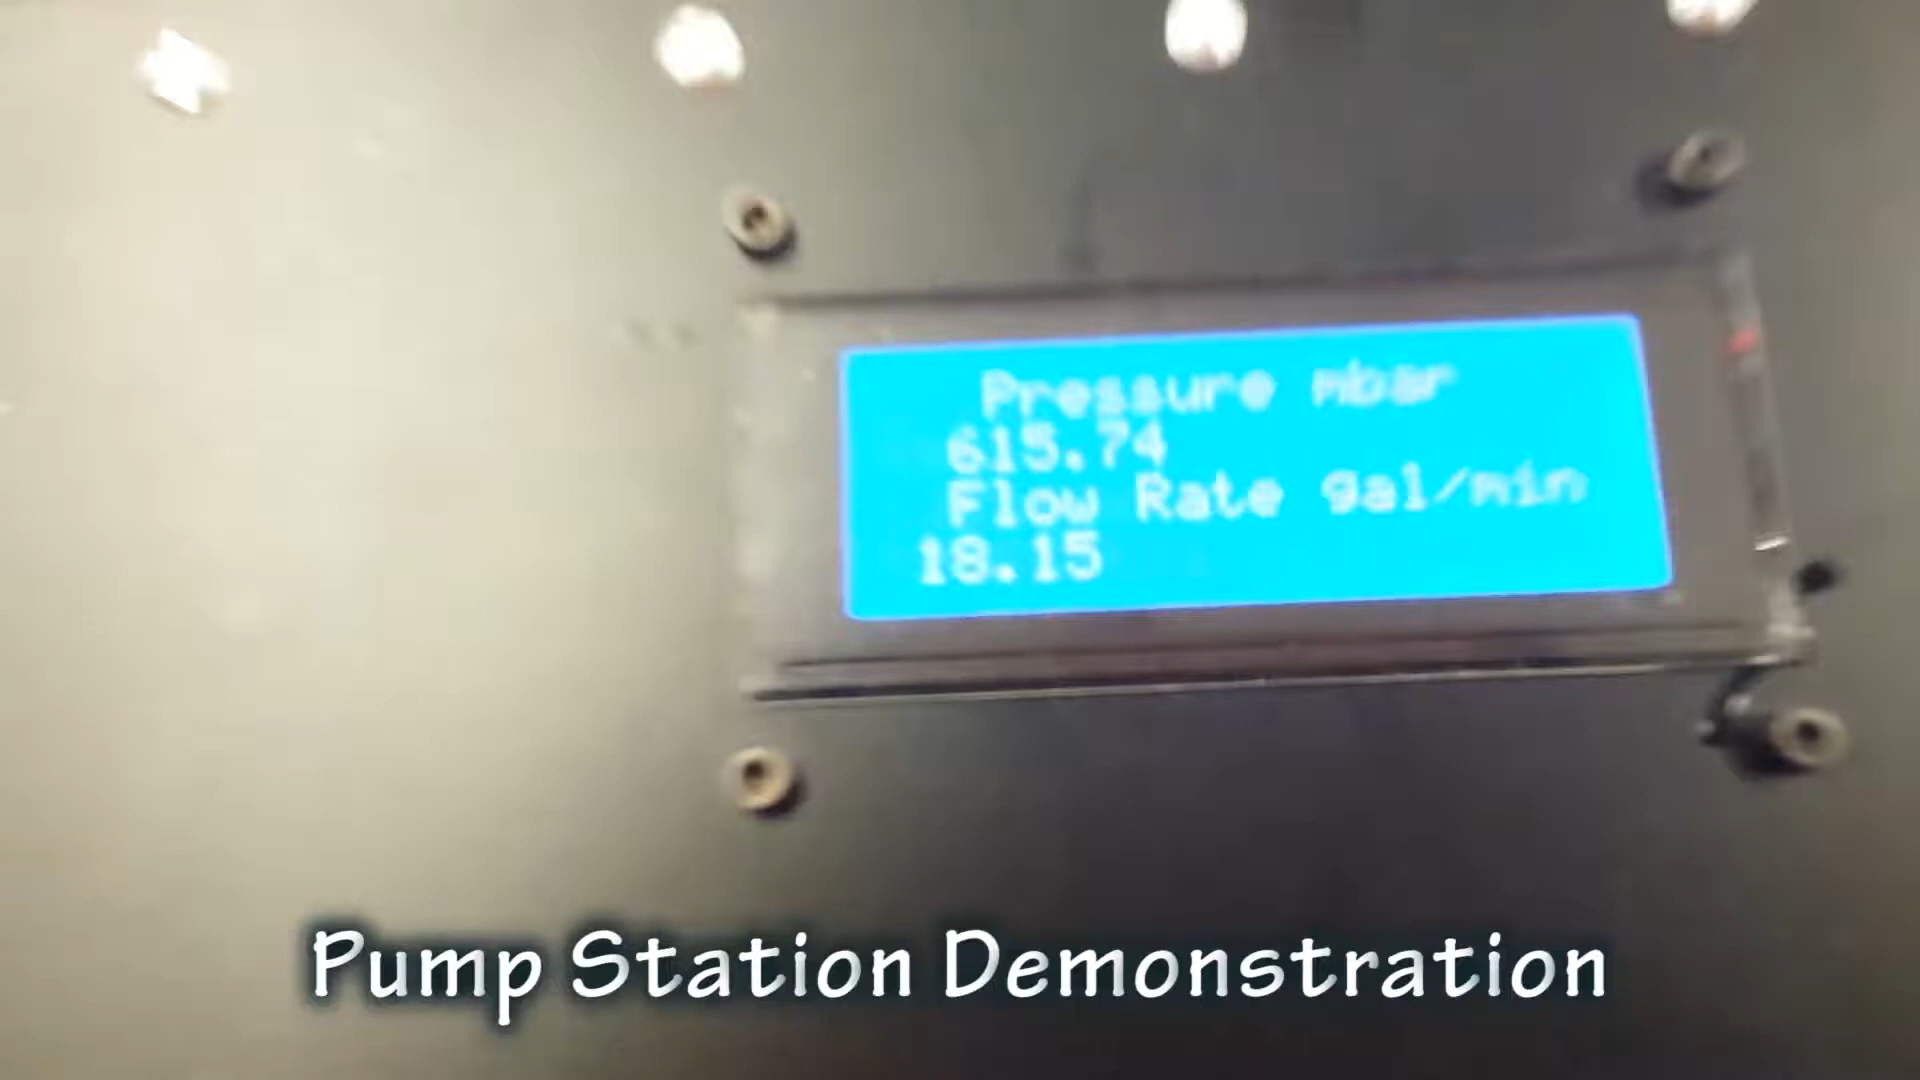 Pressure mbar
615.74
Flow Rate gal/min
18.15
Pump Station Demonstration